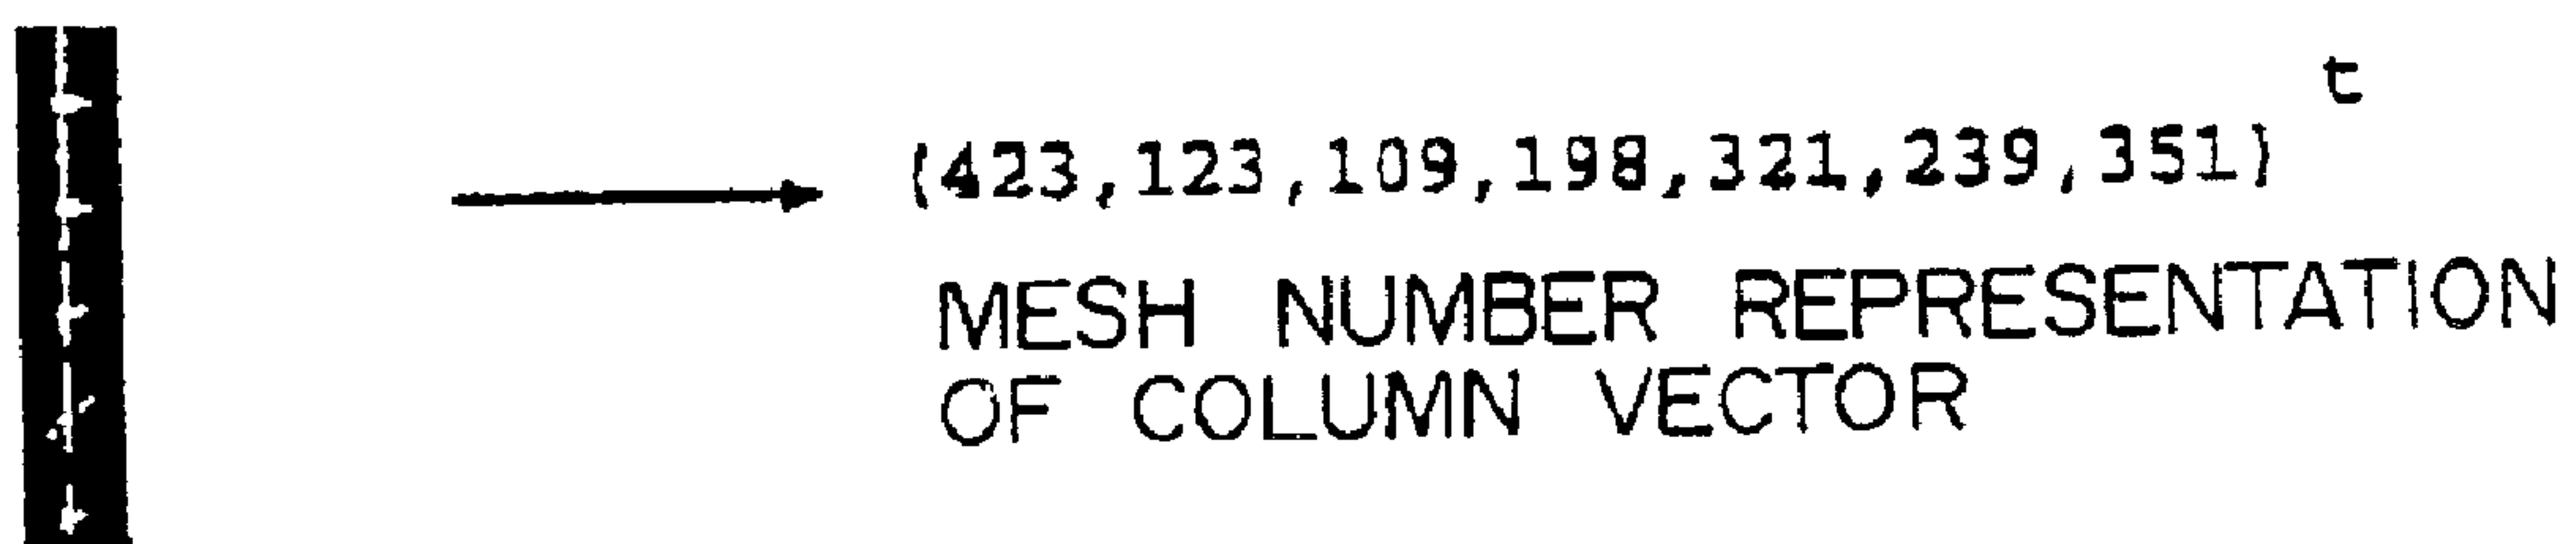 (423,123,109,198,321,239,351)t
MESH NUMBER REPRESENTATION
OF COLUMN VECTOR